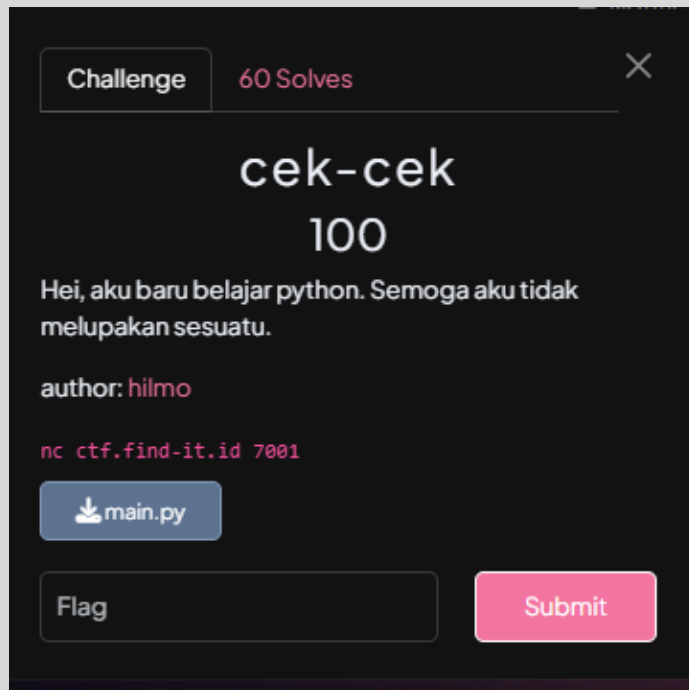 Challenge
60 Solves
cek-cek
100
Hei, aku baru belajar python. Semoga aku tidak
melupakan sesuatu.
author: hilmo
nc ctf.find-it.id 7001
main.py
Flag
Submit